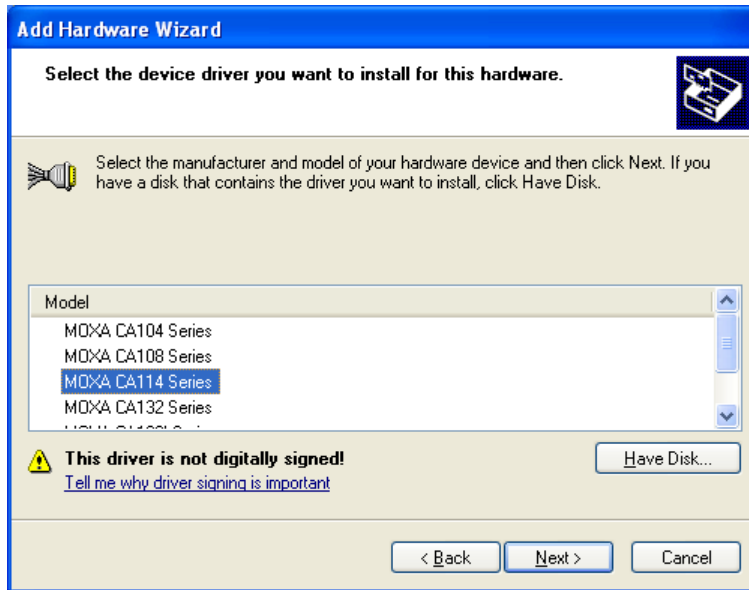 Add Hardware Wizard
Select the device driver you want to install for this hardware.
Select the manufacturer and model of your hardware device and then click Next. If you
have a disk that contains the driver you want to install, click Have Disk.
Model
MOXA CA104 Series
MOXA CA108 Series
MOXA CA114 Series
MOXA CA132 Series
This driver is not digitally signed!
Have Disk...
Tell me why driver signing is important
< Back
Next >
Cancel